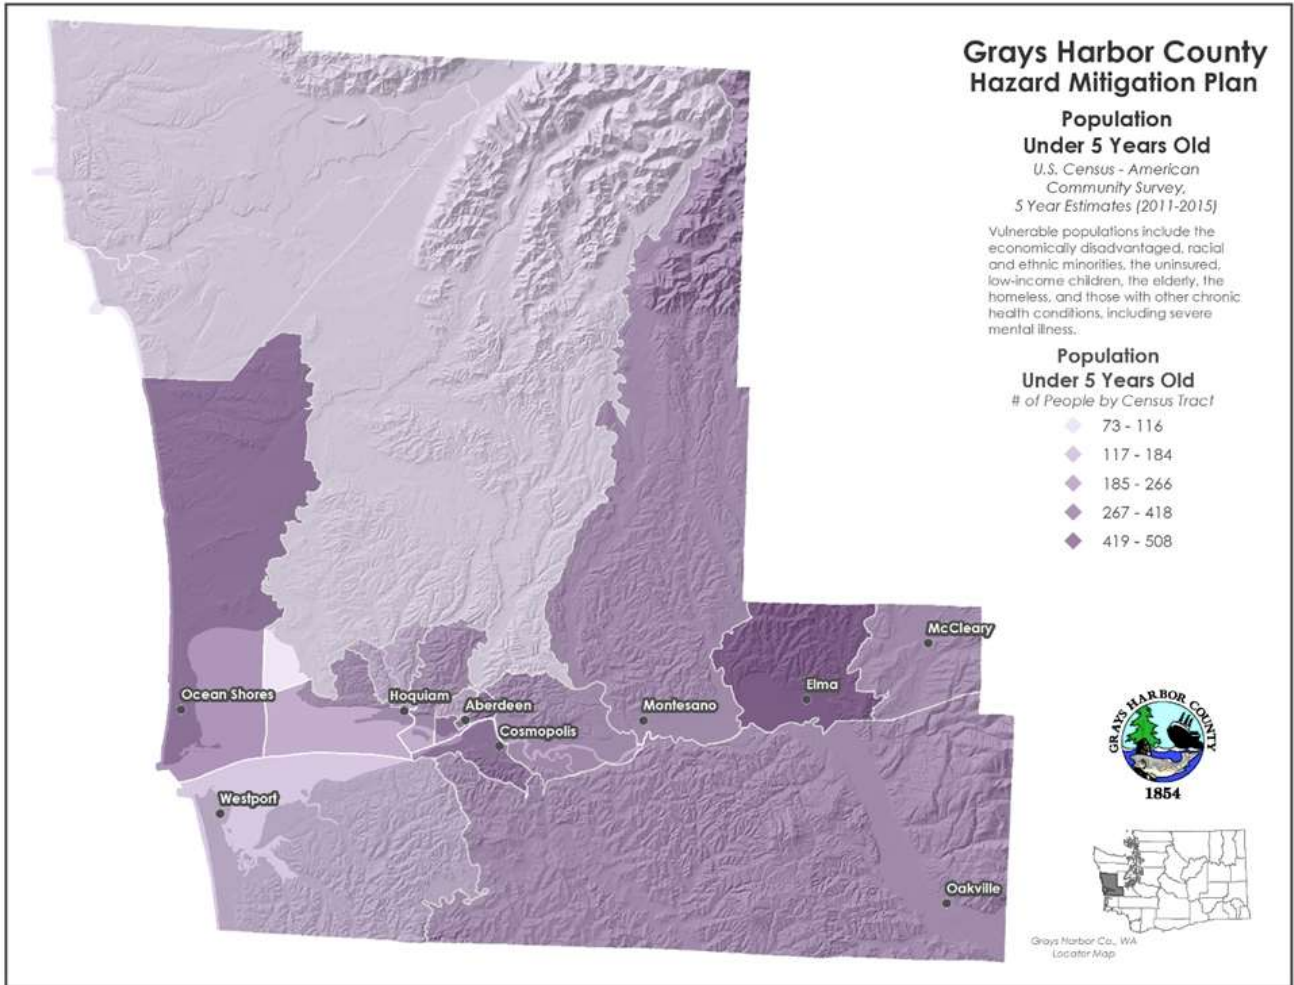 Grays Harbor County
Hazard Mitigation Plan
Population
Under 5 Years Old
U.S. Census - American
Community Survey,
5 Year Estimates (2011-2015)
Vulnerable populations include the
economically disadvantaged, racial
and ethnic minorities, the uninsured,
low-income children, the elderly, the
homeless, and those with other chronic
health conditions, including severe
mental illness.
Population
Under 5 Years Old
# of People by Census Tract
73 - 116
117 - 184
185 - 266
267 - 418
419 - 508
McCleary
Elma
Ocean Shores
Hoquiam
Aberdeen
Montesano
Cosmopolis
Westport
Oakville
GRAYS HARBOR COUNTY
1854
Grays Harbor Co., WA
Locator Map